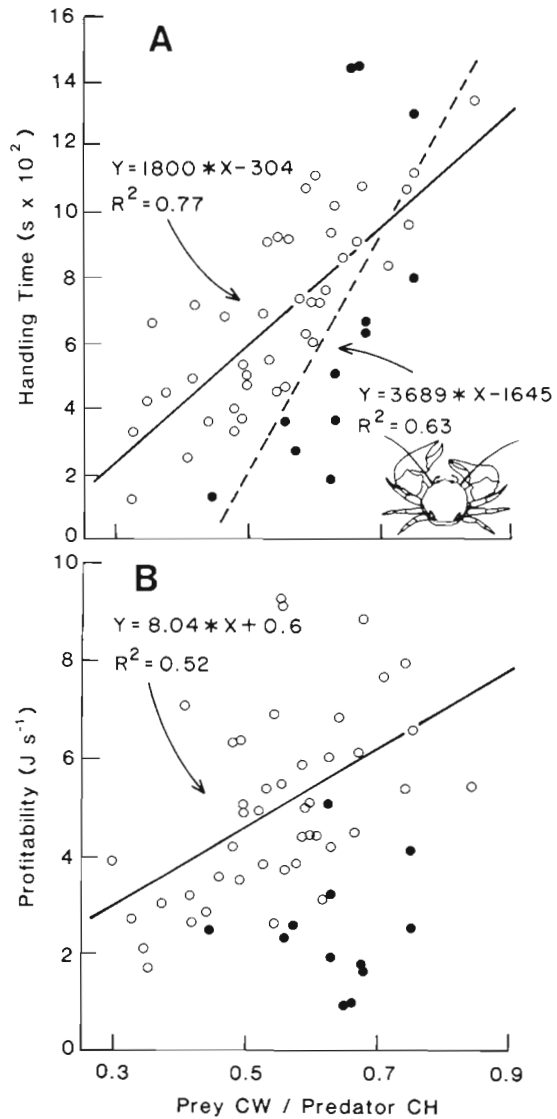 A
16
14
12
10
8
6
4
2
0
Handling Time (s x 10²)
Y=1800*X-304
R²=0.77
Y=3689*X-1645
R²=0.63
B
10
8
6
4
2
0
Profitability (J s⁻¹)
Y=8.04*X+0.6
R²=0.52
0.3 0.5 0.7 0.9
Prey CW / Predator CH